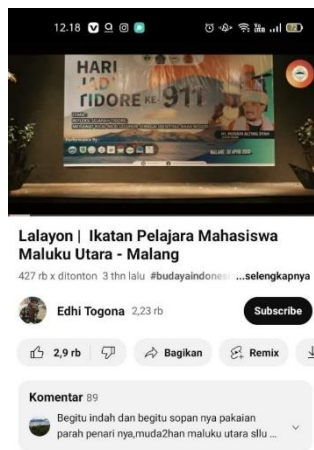 12.18
HARI
JADI
TIDORE KE 911
Lalayon | Ikatan Pelajara Mahasiswa
Maluku Utara - Malang
427 rb x ditonton 3 thn lalu #budayaindones ...selengkapnya
Edhi Togona 2,23 rb
Subscribe
2,9 rb
Bagikan
Remix
Komentar 89
Begitu indah dan begitu sopan nya pakaian
parah penari nya,muda2han maluku utara sllu ...